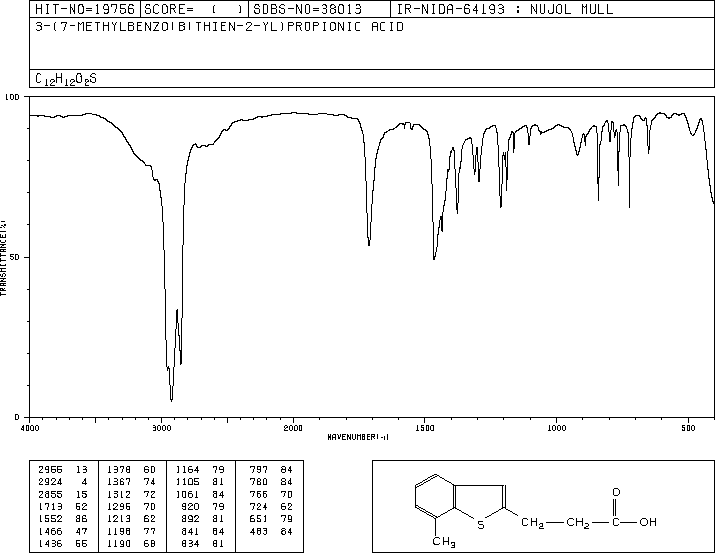 HIT-NO=19756 SCORE= ( ) SDBS-NO=38013 IR-NIDA-64193 : NUJOL MULL
3-(7-METHYLBENZO(B(THIEN-2-YL)PROPIONIC ACID
C12H12O2S
100
50
0
TRANSMITTANCE(%)
4000 3000 2000 1500 1000 500
WAVENUMBER(-1)
2955 13 1378 60 1164 79 797 84
2924 4 1367 74 1105 81 780 84
2855 15 1312 72 1061 84 766 70
1713 52 1296 70 920 79 724 62
1552 86 1213 62 892 81 651 79
1466 47 1198 77 841 84 483 84
1436 55 1190 68 834 81
O
S CH2 CH2 C OH
CH3